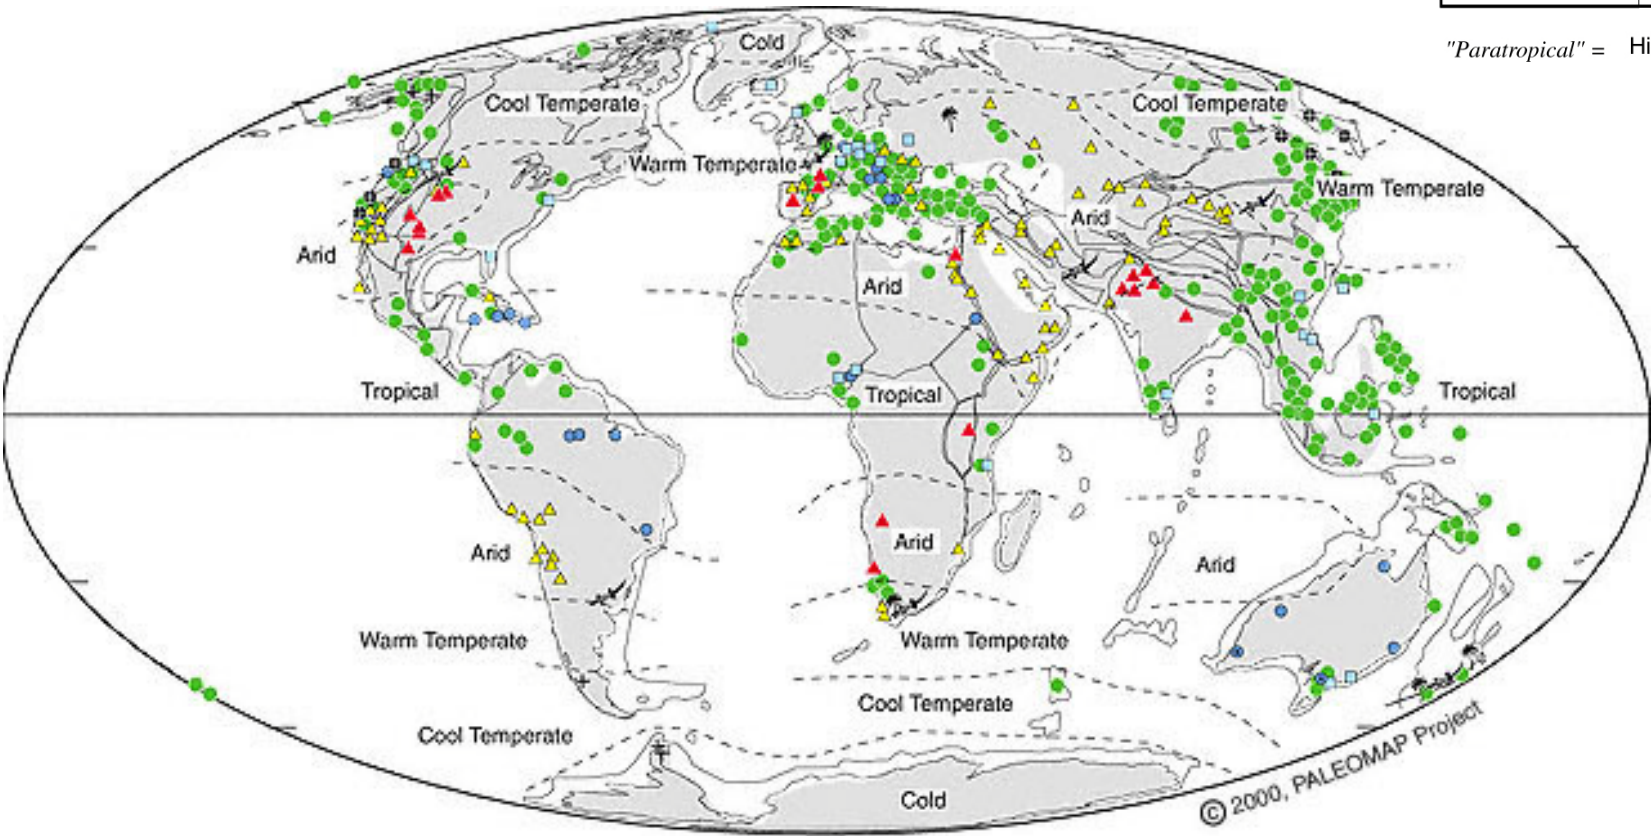 Cold
"Paratropical" = Hi
Cool Temperate
Cool Temperate
Warm Temperate
Warm Temperate
Arid
Arid
Arid
Tropical
Tropical
Tropical
Arid
Arid
Arid
Warm Temperate
Warm Temperate
Cool Temperate
Cool Temperate
Cold
© 2000, PALEOMAP Project